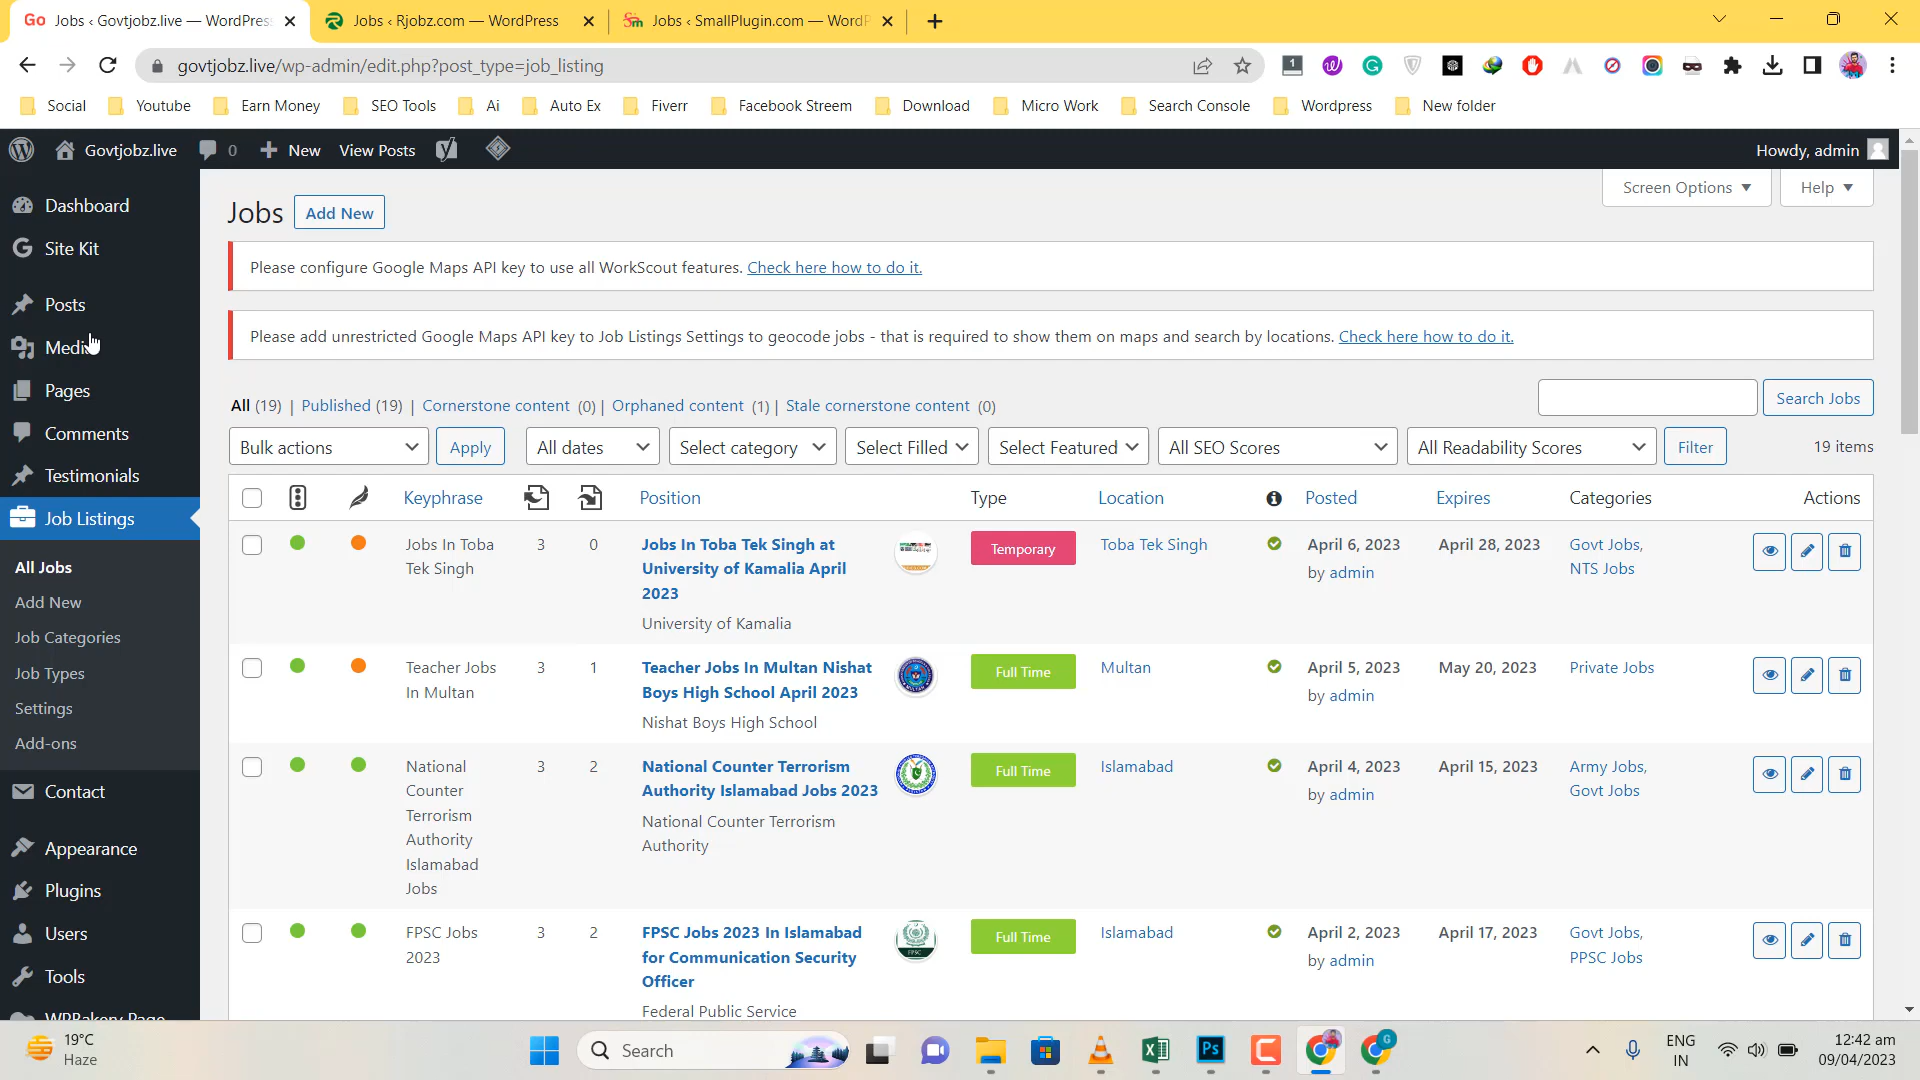 Go Jobs ‹ Govtjobz.live — WordPres
Jobs ‹ Rjobz.com — WordPress
Sm Jobs ‹ SmallPlugin.com — WordP
govtjobz.live/wp-admin/edit.php?post_type=job_listing
Social Youtube Earn Money SEO Tools Ai Auto Ex Fiverr Facebook Streem Download Micro Work Search Console Wordpress New folder
Govtjobz.live 0 New View Posts Howdy, admin
Dashboard
Site Kit
Posts
Medi
Pages
Comments
Testimonials
Job Listings
All Jobs
Add New
Job Categories
Job Types
Settings
Add-ons
Contact
Appearance
Plugins
Users
Tools
WPBakery Page
Screen Options Help
Jobs Add New
Please configure Google Maps API key to use all WorkScout features. Check here how to do it.
Please add unrestricted Google Maps API key to Job Listings Settings to geocode jobs - that is required to show them on maps and search by locations. Check here how to do it.
All (19) | Published (19) | Cornerstone content (0) | Orphaned content (1) | Stale cornerstone content (0)
Search Jobs
Bulk actions Apply All dates Select category Select Filled Select Featured All SEO Scores All Readability Scores Filter 19 items
Keyphrase Position Type Location Posted Expires Categories Actions
Jobs In Toba
Tek Singh
3 0
Jobs In Toba Tek Singh at
University of Kamalia April
2023
University of Kamalia
Temporary
Toba Tek Singh
April 6, 2023
by admin
April 28, 2023
Govt Jobs,
NTS Jobs
Teacher Jobs
In Multan
3 1
Teacher Jobs In Multan Nishat
Boys High School April 2023
Nishat Boys High School
Full Time
Multan
April 5, 2023
by admin
May 20, 2023
Private Jobs
National
Counter
Terrorism
Authority
Islamabad
Jobs
3 2
National Counter Terrorism
Authority Islamabad Jobs 2023
National Counter Terrorism
Authority
Full Time
Islamabad
April 4, 2023
by admin
April 15, 2023
Army Jobs,
Govt Jobs
FPSC Jobs
2023
3 2
FPSC Jobs 2023 In Islamabad
for Communication Security
Officer
Federal Public Service
FPSC
Full Time
Islamabad
April 2, 2023
by admin
April 17, 2023
Govt Jobs,
PPSC Jobs
19°C
Haze
Search
Ps
ENG
IN
12:42 am
09/04/2023